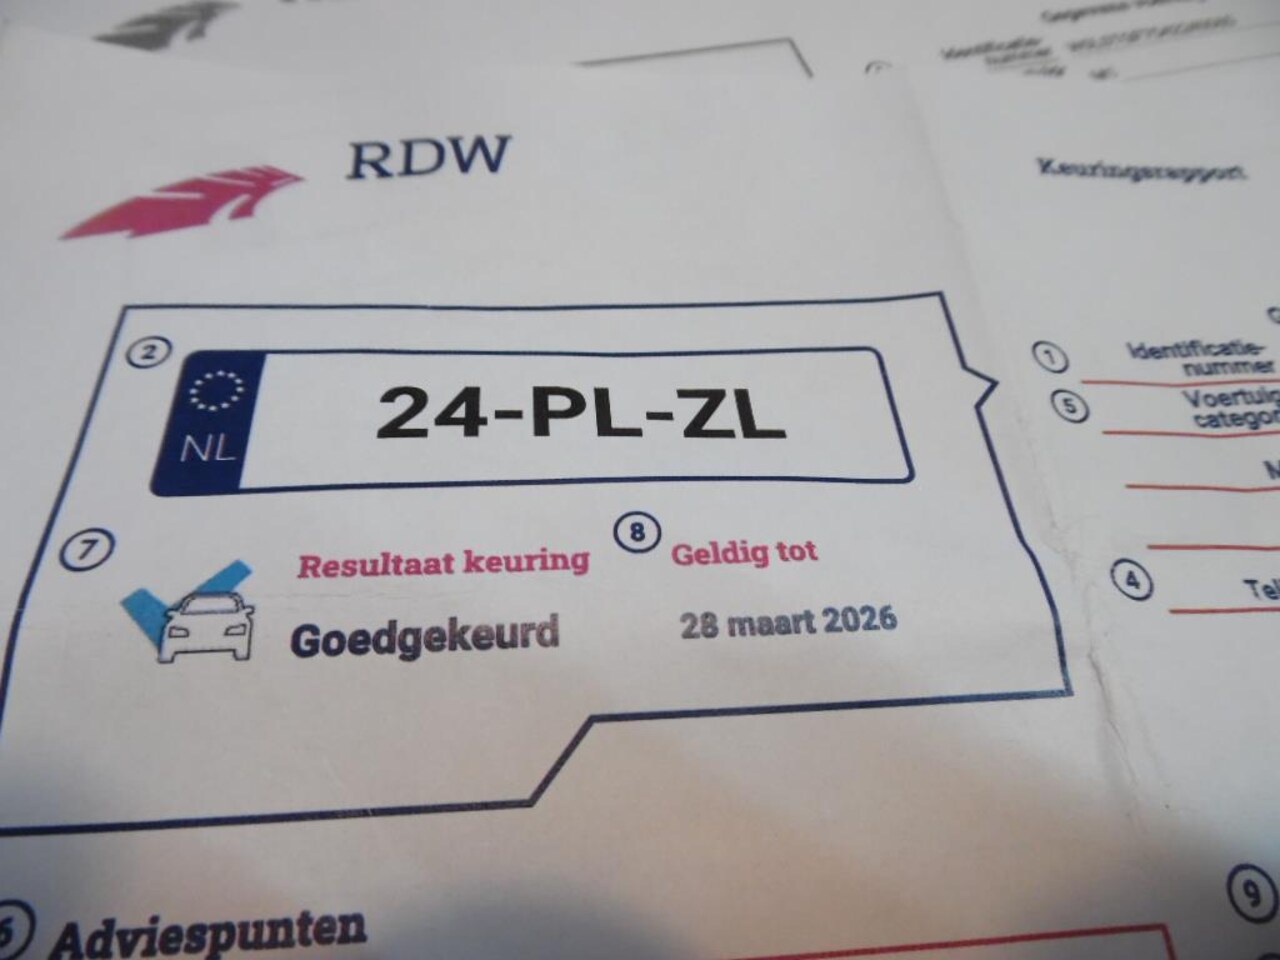 RDW
Keuringsrapport
2
NL
24-PL-ZL
7
Resultaat keuring
8
Geldig tot
Goedgekeurd
28 maart 2026
1
Identificatie-
nummer
5
4
6
Adviespunten
9